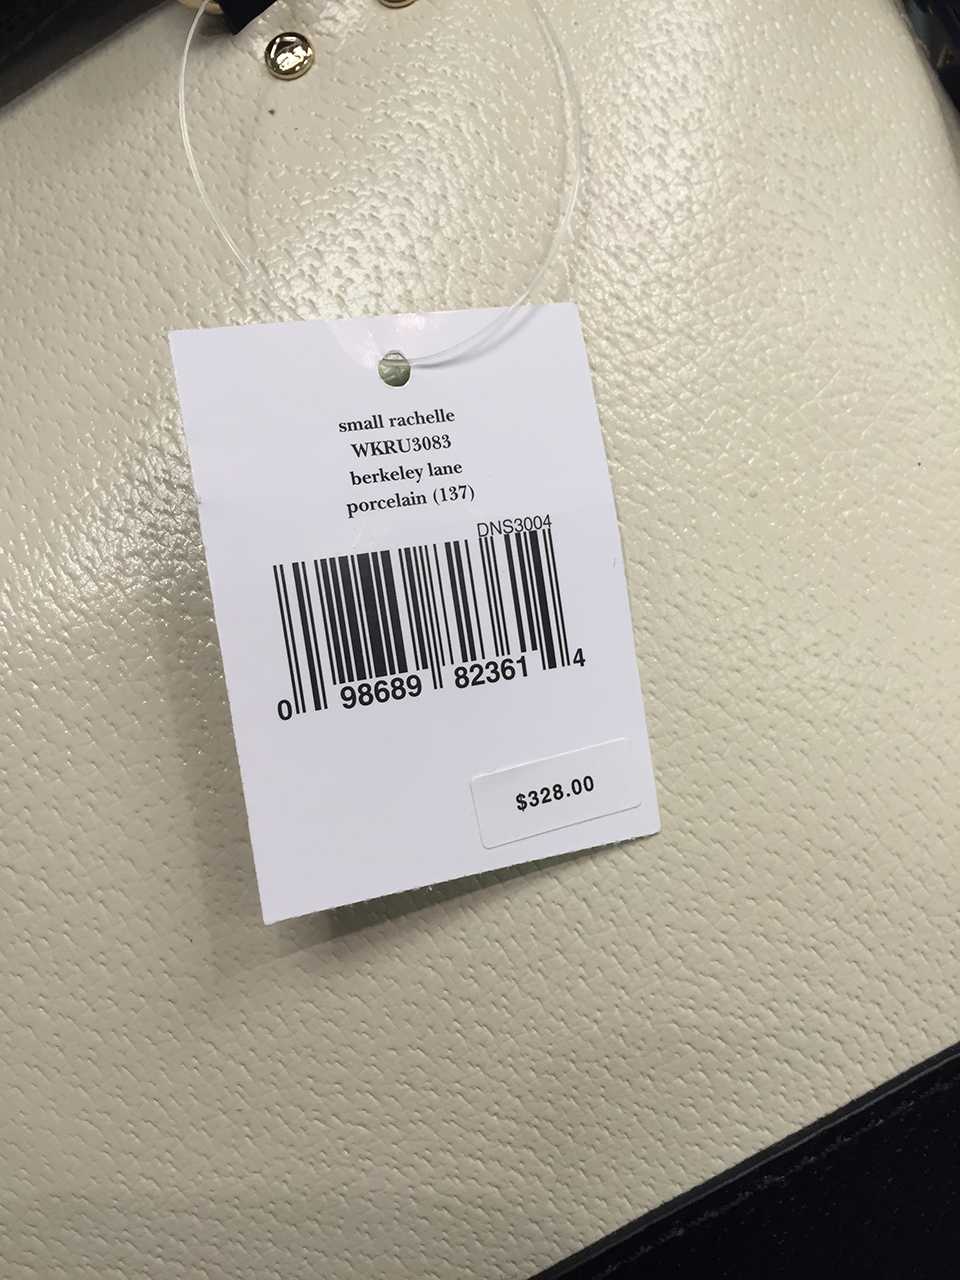 small rachelle
WKRU3083
berkeley lane
porcelain (137)
DNS3004
0 98689 82361 4
$328.00